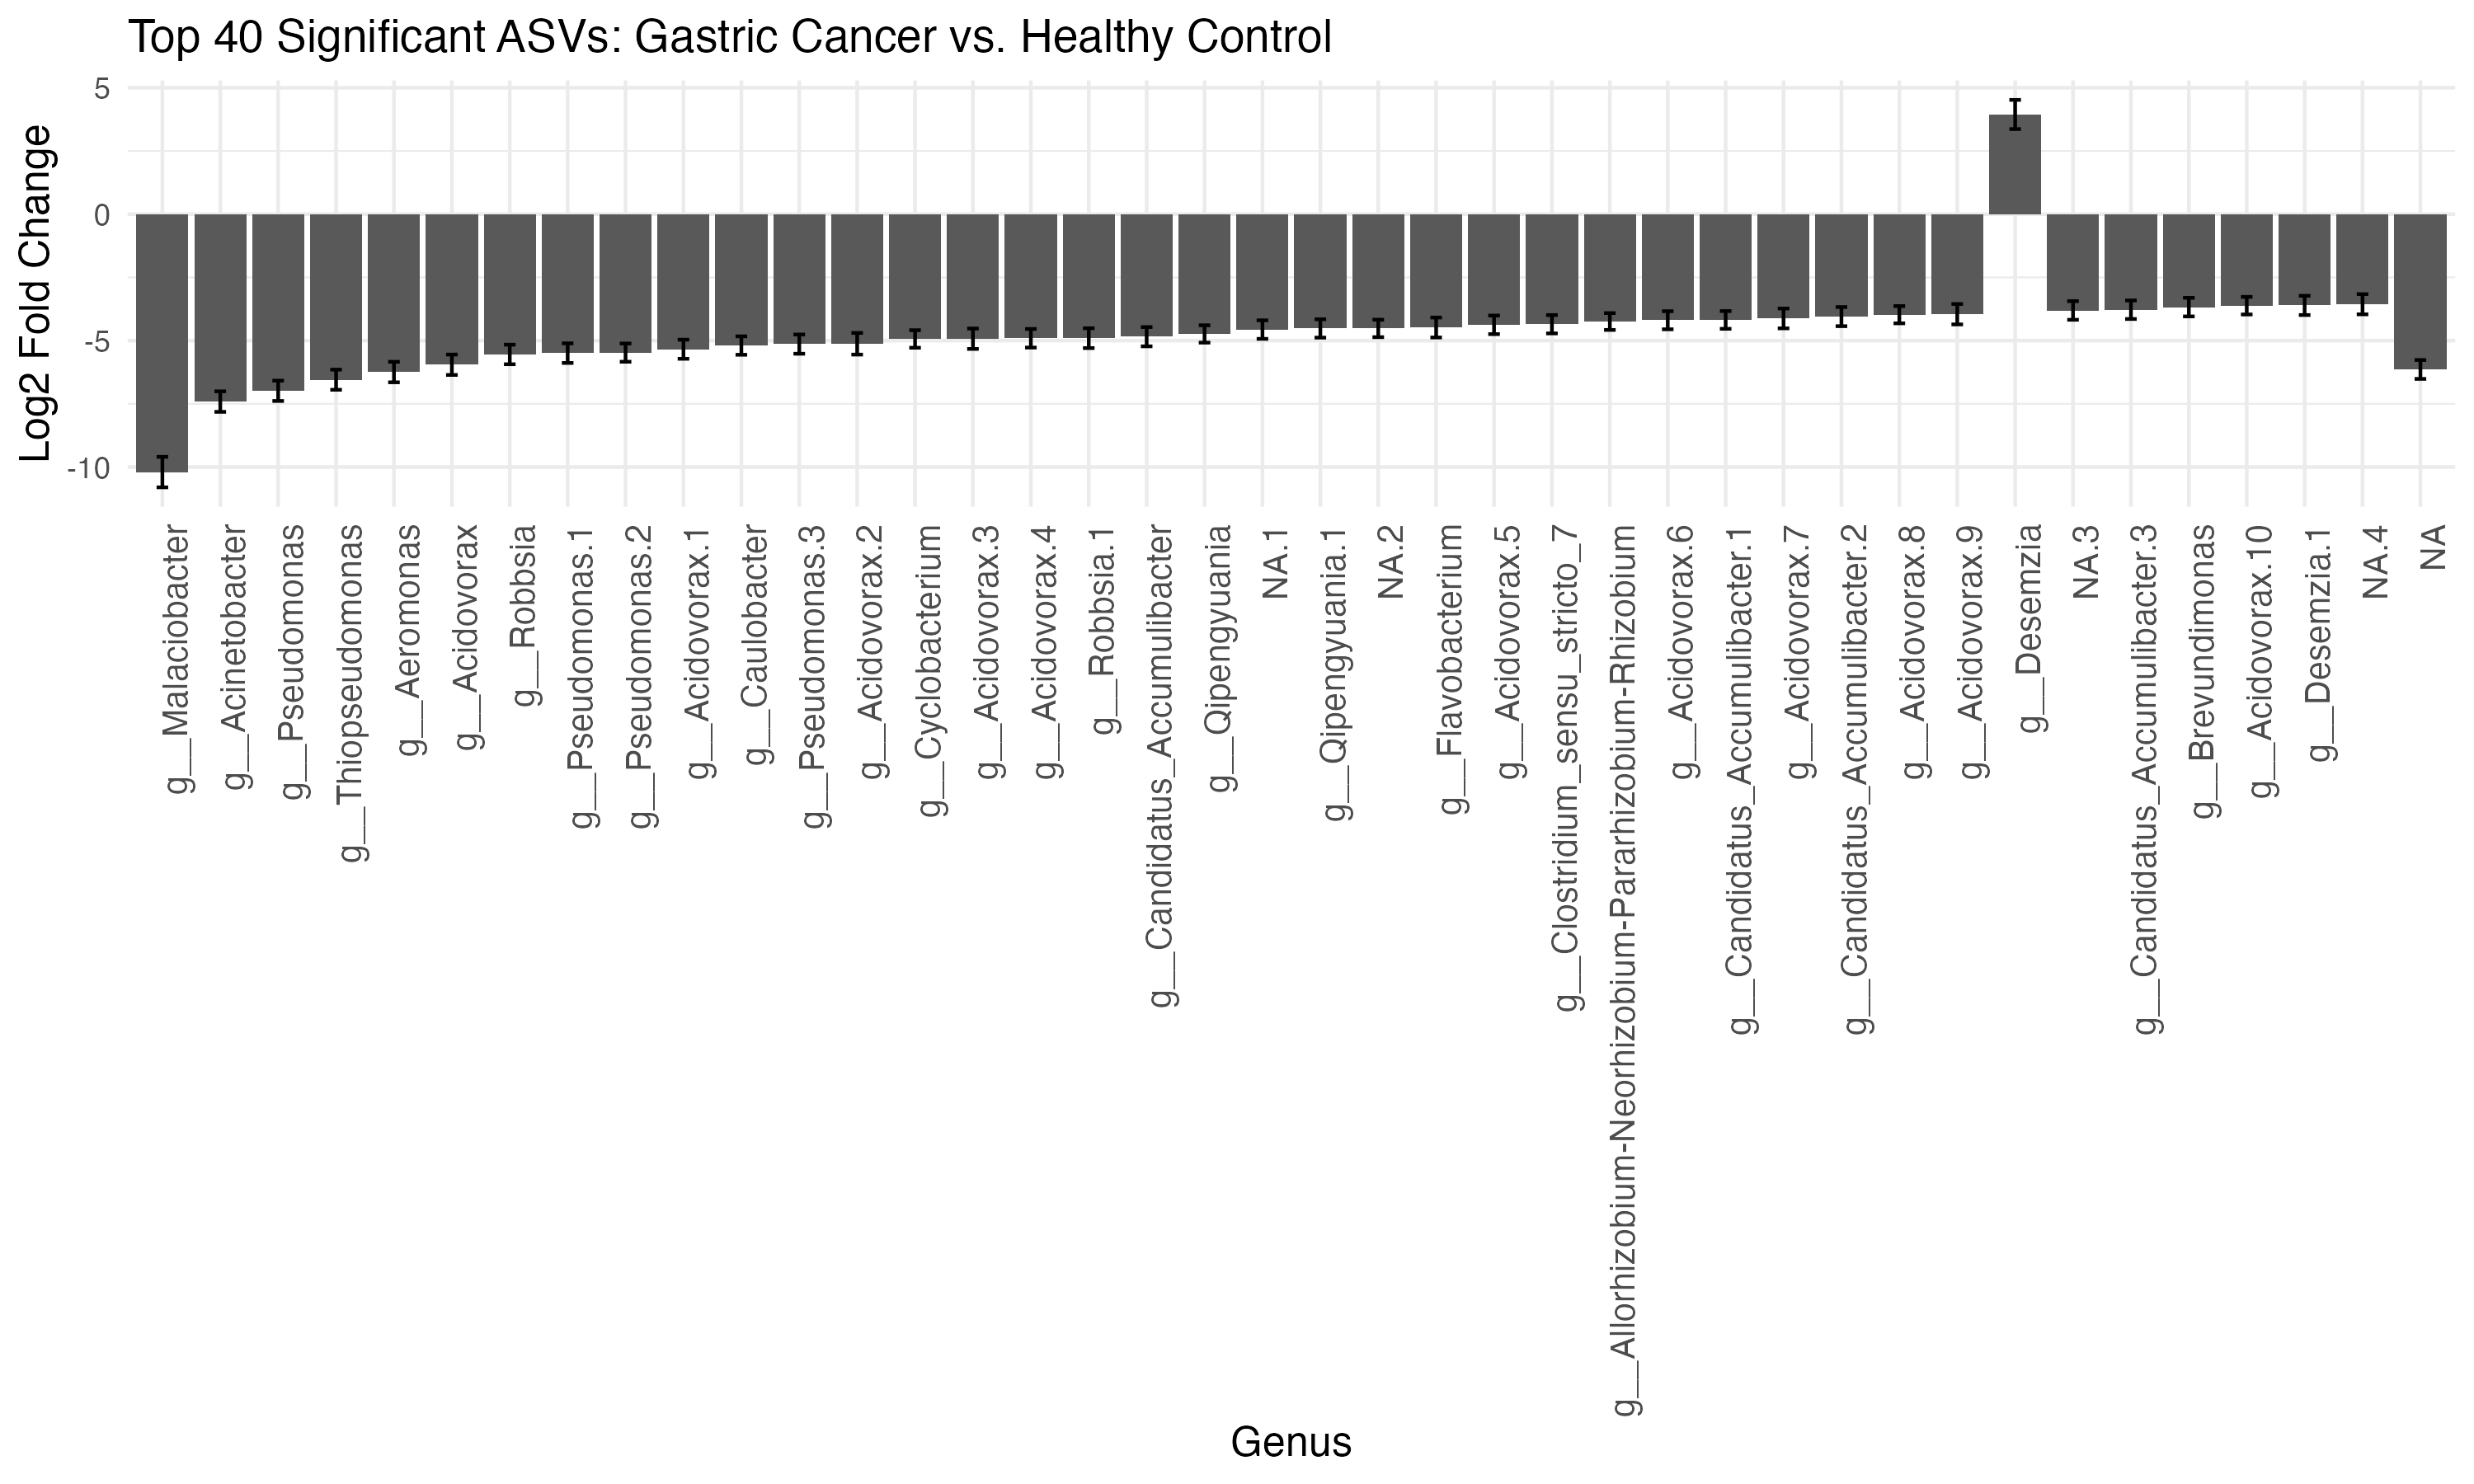 Top 40 Significant ASVs: Gastric Cancer vs. Healthy Control
Log2 Fold Change
5
0
-5
-10
g__Malaciobacter
g__Acinetobacter
g__Pseudomonas
g__Thiopseudomonas
g__Aeromonas
g__Acidovorax
g__Robbsia
g__Pseudomonas.1
g__Pseudomonas.2
g__Acidovorax.1
g__Caulobacter
g__Pseudomonas.3
g__Acidovorax.2
g__Cyclobacterium
g__Acidovorax.3
g__Acidovorax.4
g__Robbsia.1
g__Candidatus_Accumulibacter
g__Qipengyuania
NA.1
g__Qipengyuania.1
NA.2
g__Flavobacterium
g__Acidovorax.5
g__Clostridium_sensu_stricto_7
g__Allorhizobium-Neorhizobium-Pararhizobium-Rhizobium
g__Acidovorax.6
g__Candidatus_Accumulibacter.1
g__Acidovorax.7
g__Candidatus_Accumulibacter.2
g__Acidovorax.8
g__Acidovorax.9
g__Desemzia
NA.3
g__Candidatus_Accumulibacter.3
g__Brevundimonas
g__Acidovorax.10
g__Desemzia.1
NA.4
NA
Genus